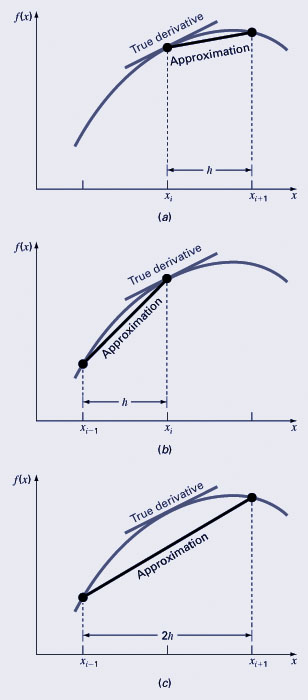 f(x)
True derivative
Approximation
h
xᵢ
xᵢ₊₁
x
(a)
f(x)
True derivative
Approximation
h
xᵢ₋₁
xᵢ
x
(b)
f(x)
True derivative
Approximation
2h
xᵢ₋₁
xᵢ₊₁
x
(c)